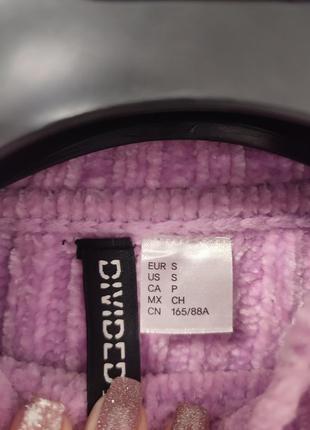 DIVIDED
EUR S
US S
CA P
MX CH
CN 165/88A